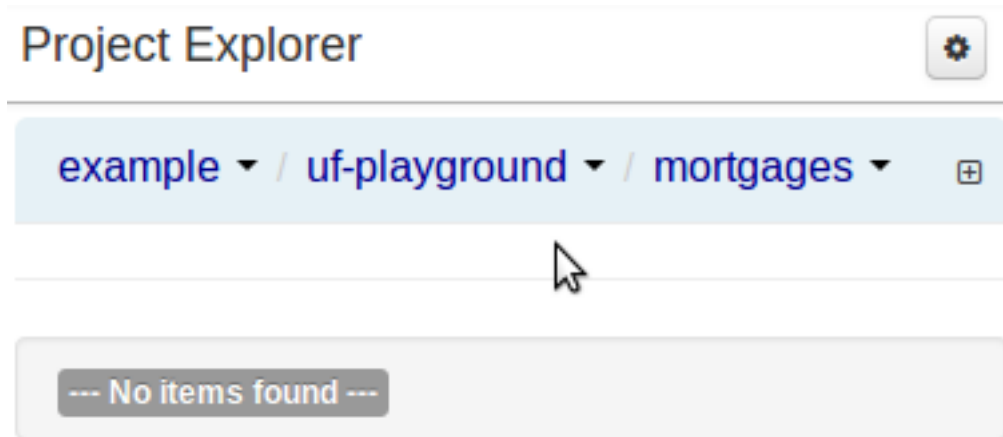 Project Explorer
example / uf-playground / mortgages
--- No items found ---